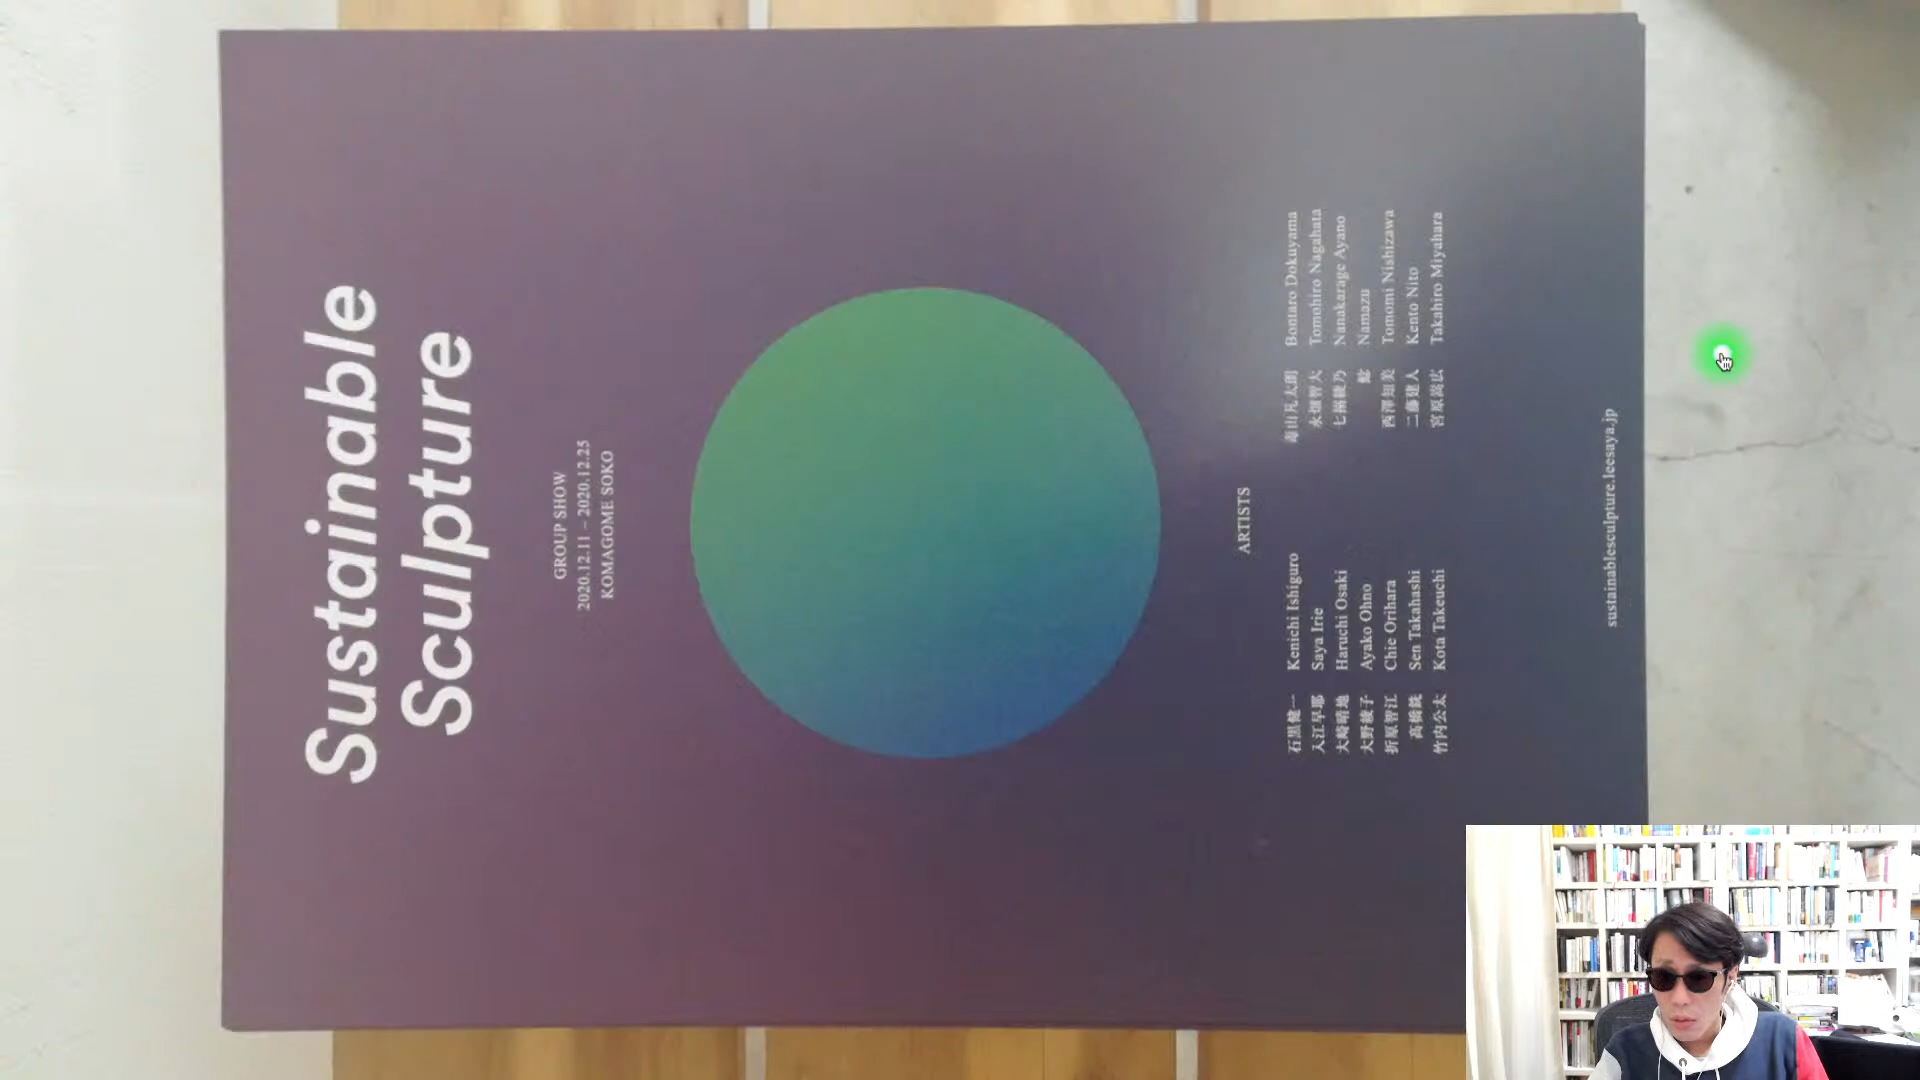 Sustainable
Sculpture
GROUP SHOW
2020.12.11 – 2020.12.25
KOMAGOME SOKO
ARTISTS
石黒健一 Kenichi Ishiguro
入江早耶 Saya Irie
大崎晴地 Haruchi Osaki
大野綾子 Ayako Ohno
折原智江 Chie Orihara
高橋銑 Sen Takahashi
竹内公太 Kota Takeuchi
毒山凡太朗 Bontaro Dokuyama
永畑智大 Tomohiro Nagahata
七搦綾乃 Nanakarage Ayano
鯰 Namazu
西澤知美 Tomomi Nishizawa
二藤建人 Kento Nito
宮原嵩広 Takahiro Miyahara
sustainablesculpture.leesaya.jp